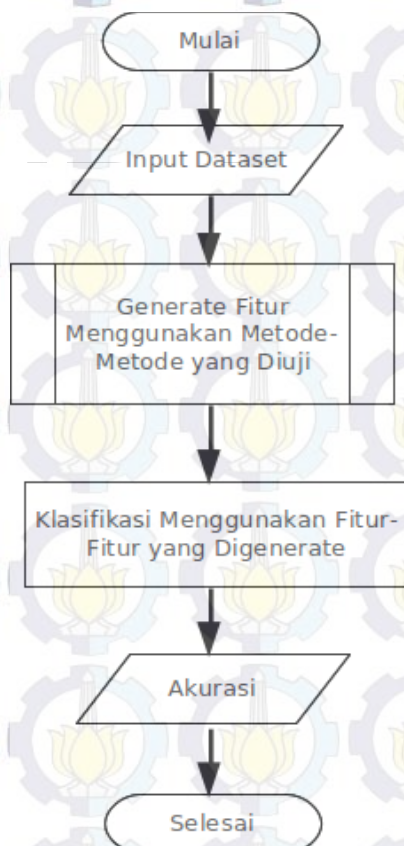 Mulai
Input Dataset
Generate Fitur
Menggunakan Metode-
Metode yang Diuji
Klasifikasi Menggunakan Fitur-
Fitur yang Digenerate
Akurasi
Selesai